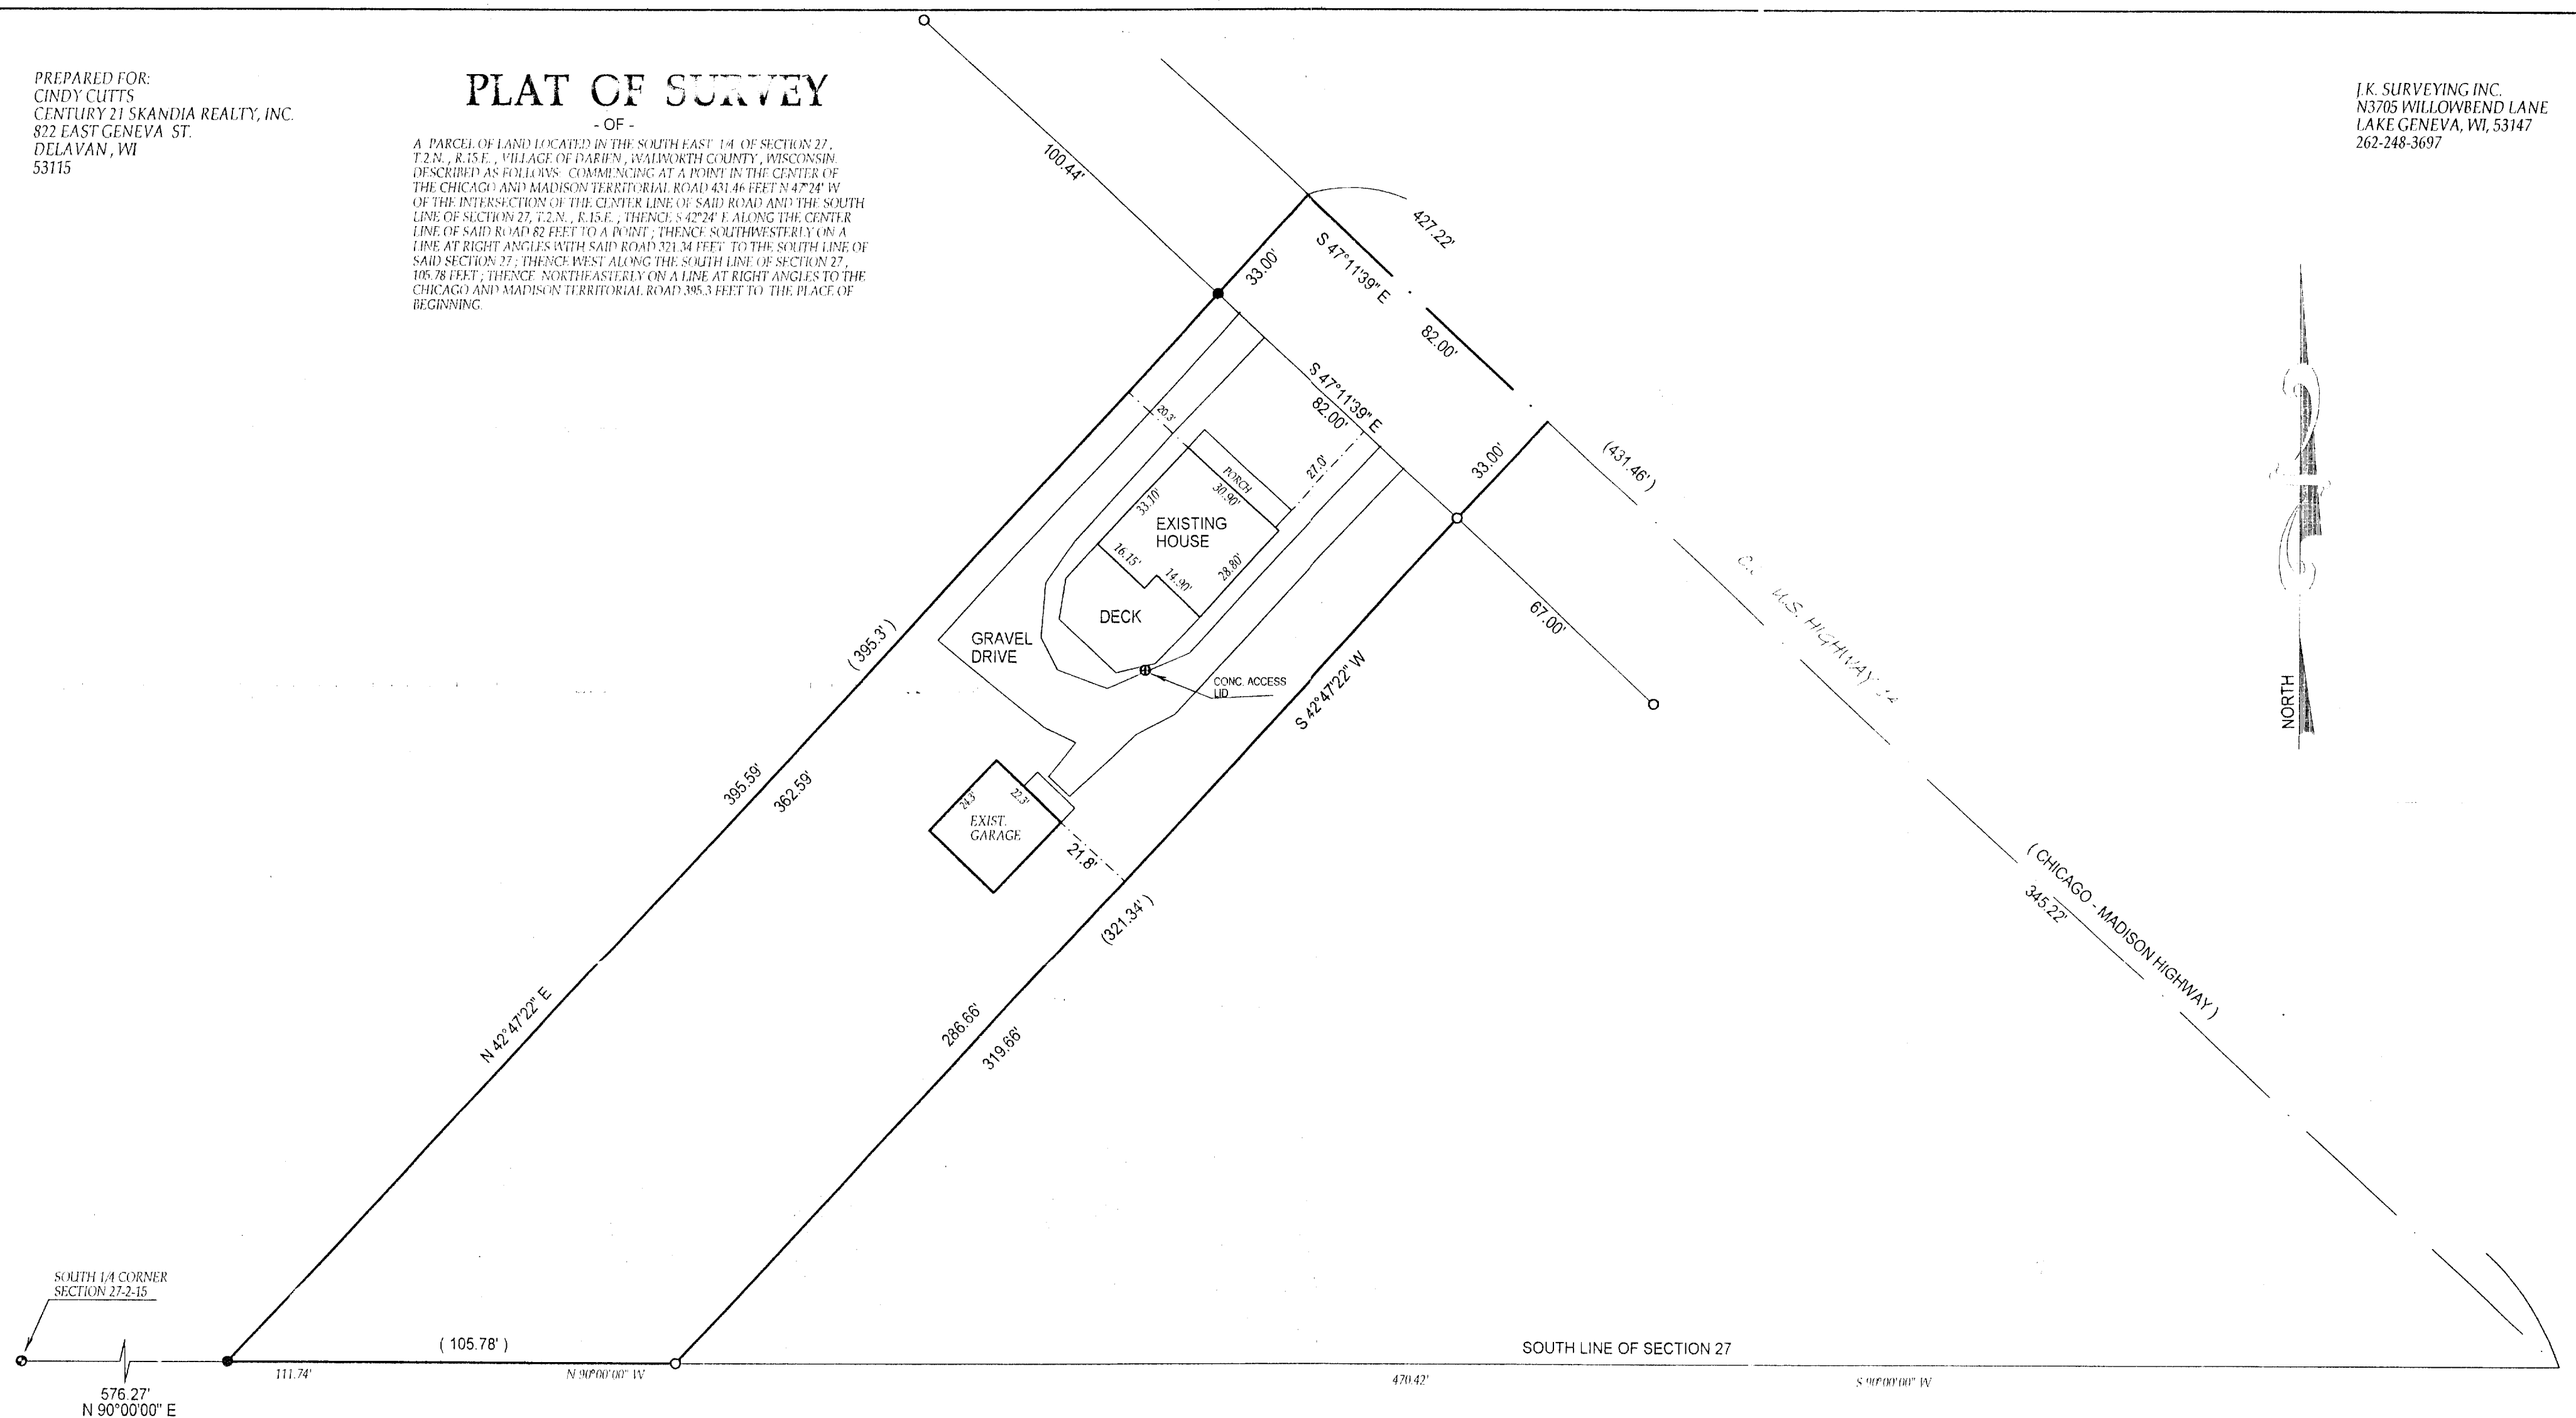 PREPARED FOR:
CINDY CUTTS
CENTURY 21 SKANDIA REALTY, INC.
822 EAST GENEVA ST.
DELAVAN, WI
53115
PLAT OF SURVEY
- OF -
A PARCEL OF LAND LOCATED IN THE SOUTH EAST 1/4 OF SECTION 27,
T.2.N., R.15.E., VILLAGE OF DARIEN, WALWORTH COUNTY, WISCONSIN.
DESCRIBED AS FOLLOWS: COMMENCING AT A POINT IN THE CENTER OF
THE CHICAGO AND MADISON TERRITORIAL ROAD 431.46 FEET N 47°24' W
OF THE INTERSECTION OF THE CENTER LINE OF SAID ROAD AND THE SOUTH
LINE OF SECTION 27, T.2.N., R.15.E.; THENCE S 42°24' E ALONG THE CENTER
LINE OF SAID ROAD 82 FEET TO A POINT; THENCE SOUTHWESTERLY ON A
LINE AT RIGHT ANGLES WITH SAID ROAD 321.34 FEET TO THE SOUTH LINE OF
SAID SECTION 27; THENCE WEST ALONG THE SOUTH LINE OF SECTION 27,
105.78 FEET; THENCE NORTHEASTERLY ON A LINE AT RIGHT ANGLES TO THE
CHICAGO AND MADISON TERRITORIAL ROAD 395.3 FEET TO THE PLACE OF
BEGINNING.
J.K. SURVEYING INC.
N3705 WILLOWBEND LANE
LAKE GENEVA, WI, 53147
262-248-3697
100.44'
427.22'
S 47°11'39" E
33.00'
82.00'
S 47°11'39" E
82.00'
20.3'
27.0'
33.00'
(431.46')
PORCH
30.90'
33.10'
EXISTING
HOUSE
16.15'
14.90'
28.80'
DECK
GRAVEL
DRIVE
CONC. ACCESS
LID
67.00'
U.S. HIGHWAY
NORTH
( 395.3' )
S 42°47'22" W
395.59'
362.59'
24.3'
22.3'
EXIST.
GARAGE
21.8'
(321.34')
( CHICAGO - MADISON HIGHWAY )
345.22'
N 42°47'22" E
286.66'
319.66'
SOUTH 1/4 CORNER
SECTION 27-2-15
( 105.78' )
SOUTH LINE OF SECTION 27
111.74'
N 90°00'00" W
470.42'
S 90°00'00" W
576.27'
N 90°00'00" E